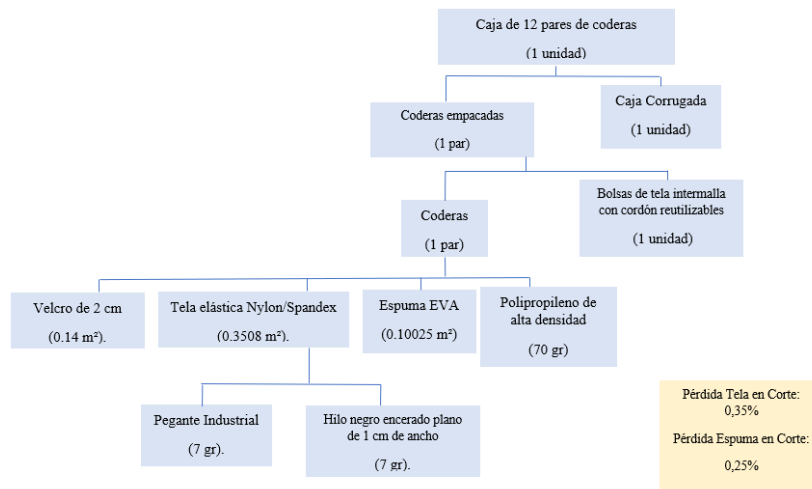 Caja de 12 pares de coderas
(1 unidad)
Coderas empacadas
(1 par)
Caja Corrugada
(1 unidad)
Coderas
(1 par)
Bolsas de tela intermalla
con cordón reutilizables
(1 unidad)
Velcro de 2 cm
(0.14 m²).
Tela elástica Nylon/Spandex
(0.3508 m²).
Espuma EVA
(0.10025 m²)
Polipropileno de
alta densidad
(70 gr)
Pegante Industrial
(7 gr).
Hilo negro encerado plano
de 1 cm de ancho
(7 gr).
Pérdida Tela en Corte:
0,35%
Pérdida Espuma en Corte:
0,25%